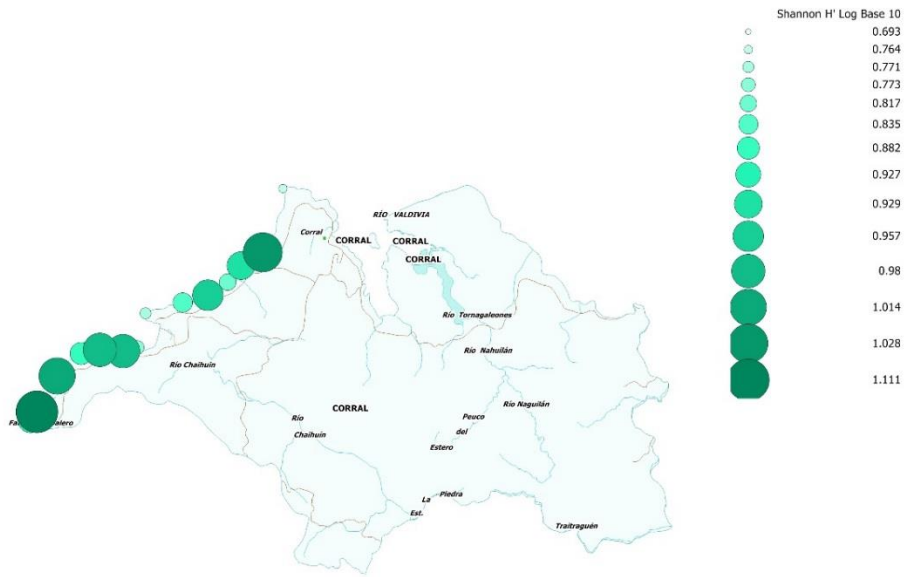 Shannon H' Log Base 10
0.693
0.764
0.771
0.773
0.817
0.835
0.882
0.927
0.929
0.957
0.98
1.014
1.028
1.111
RÍO VALDIVIA
Corral
CORRAL
CORRAL
CORRAL
Río Tornagaleones
Río Nahuilán
Río Chaihuín
CORRAL
Río Naguilán
Río
Chaihuín
Peuco
del
Estero
La Piedra
Est.
Traitraguén